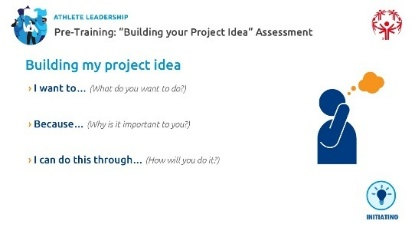 ATHLETE LEADERSHIP
Pre-Training: "Building your Project Idea" Assessment
Building my project idea
› I want to... (What do you want to do?)
› Because... (Why is it important to you?)
› I can do this through... (How will you do it?)
INITIATING